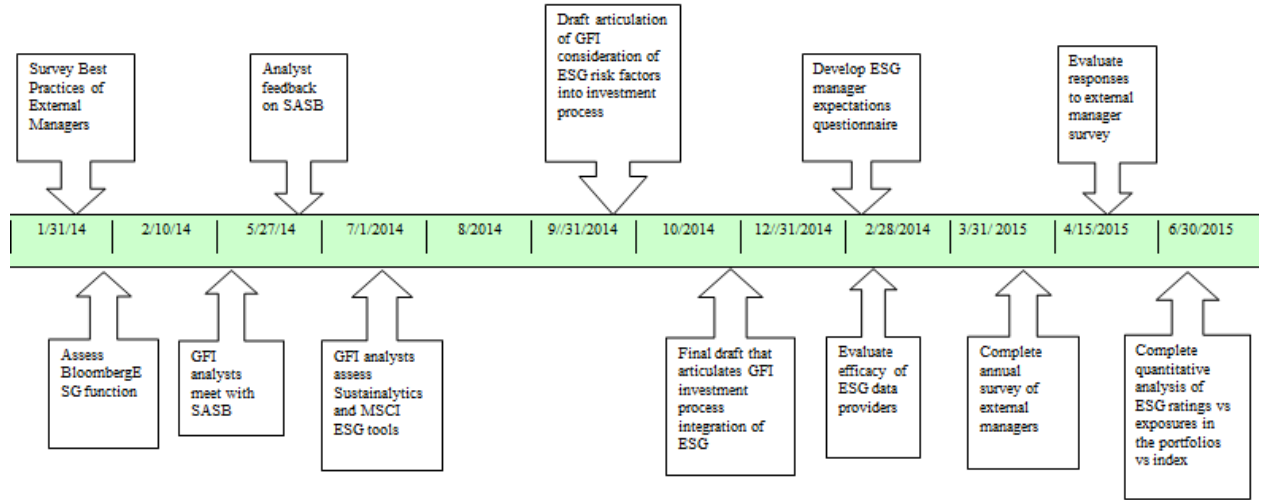 Survey Best
Practices of
External
Managers
Analyst
feedback
on SASB
Draft articulation
of GFI
consideration of
ESG risk factors
into investment
process
Develop ESG
manager
expectations
questionnaire
Evaluate
responses
to external
manager
survey
1/31/14
2/10/14
5/27/14
7/1/2014
8/2014
9//31/2014
10/2014
12//31/2014
2/28/2014
3/31/ 2015
4/15/2015
6/30/2015
Assess
BloombergE
SG function
GFI
analysts
meet with
SASB
GFI analysts
assess
Sustainalytics
and MSCI
ESG tools
Final draft that
articulates GFI
investment
process
integration of
ESG
Evaluate
efficacy of
ESG data
providers
Complete
annual
survey of
external
managers
Complete
quantitative
analysis of
ESG ratings vs
exposures in
the portfolios
vs index